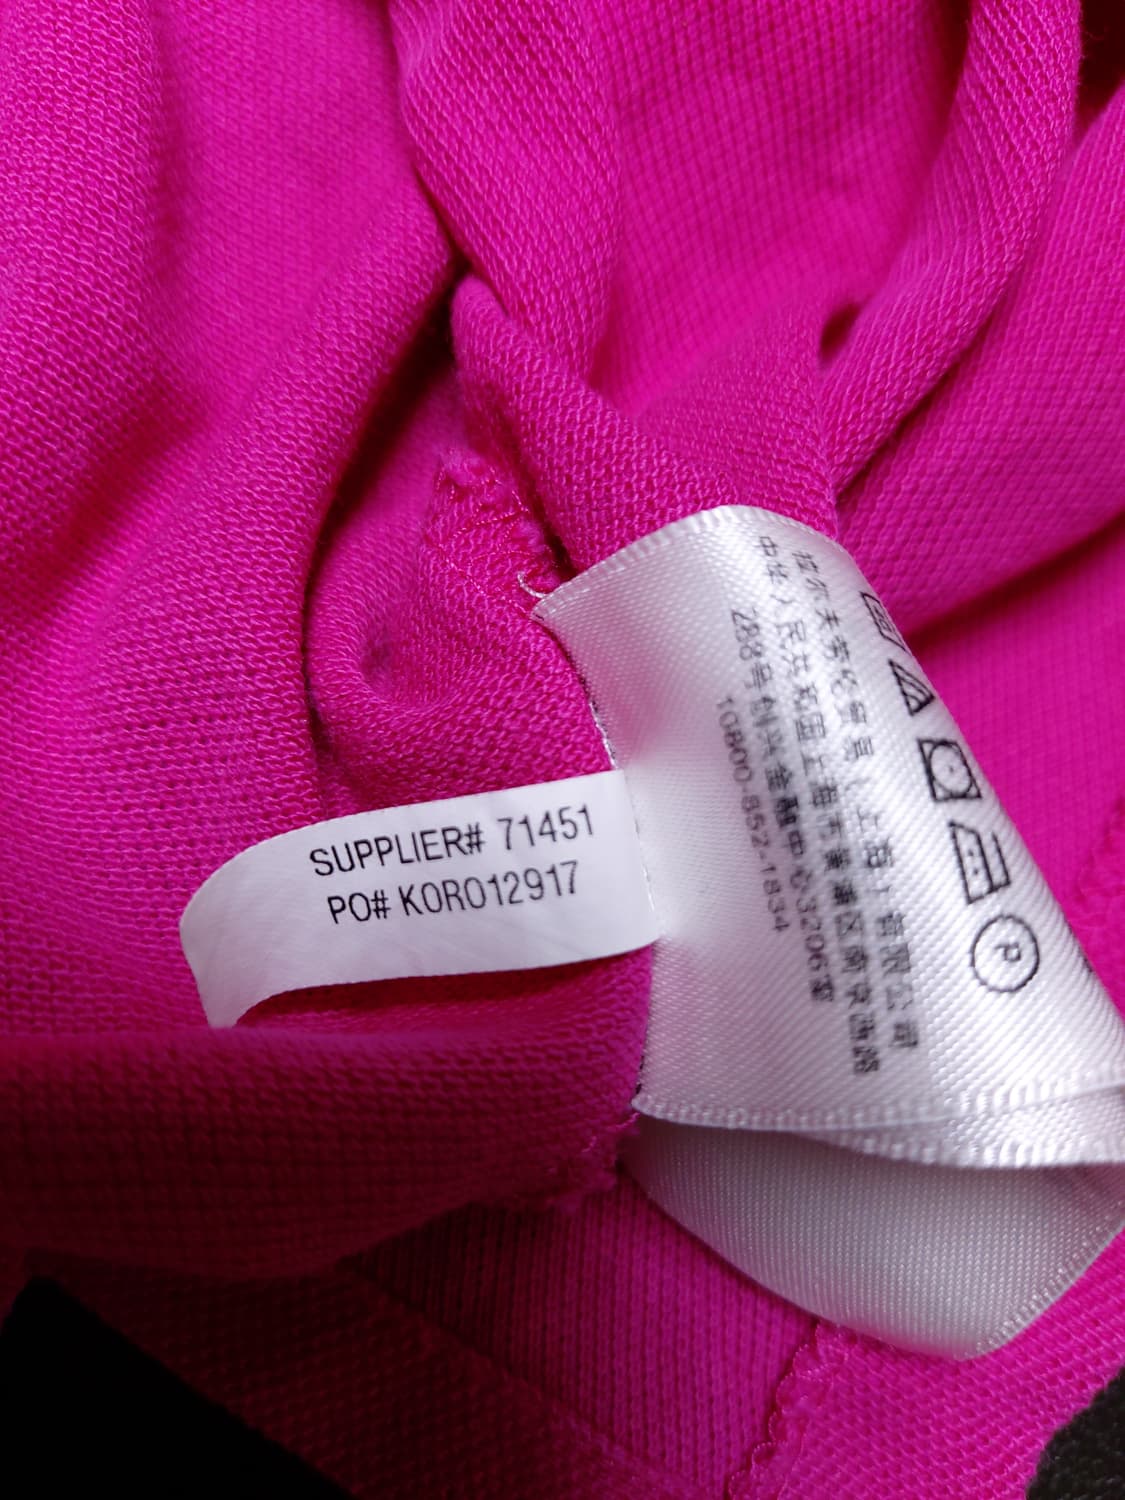 SUPPLIER# 71451
PO# KORO12917
拉尔夫劳伦贸易(上海)有限公司
中华人民共和国上海市黄浦区南京西路
288号创兴金融中心3206室
10800-852-1834
P